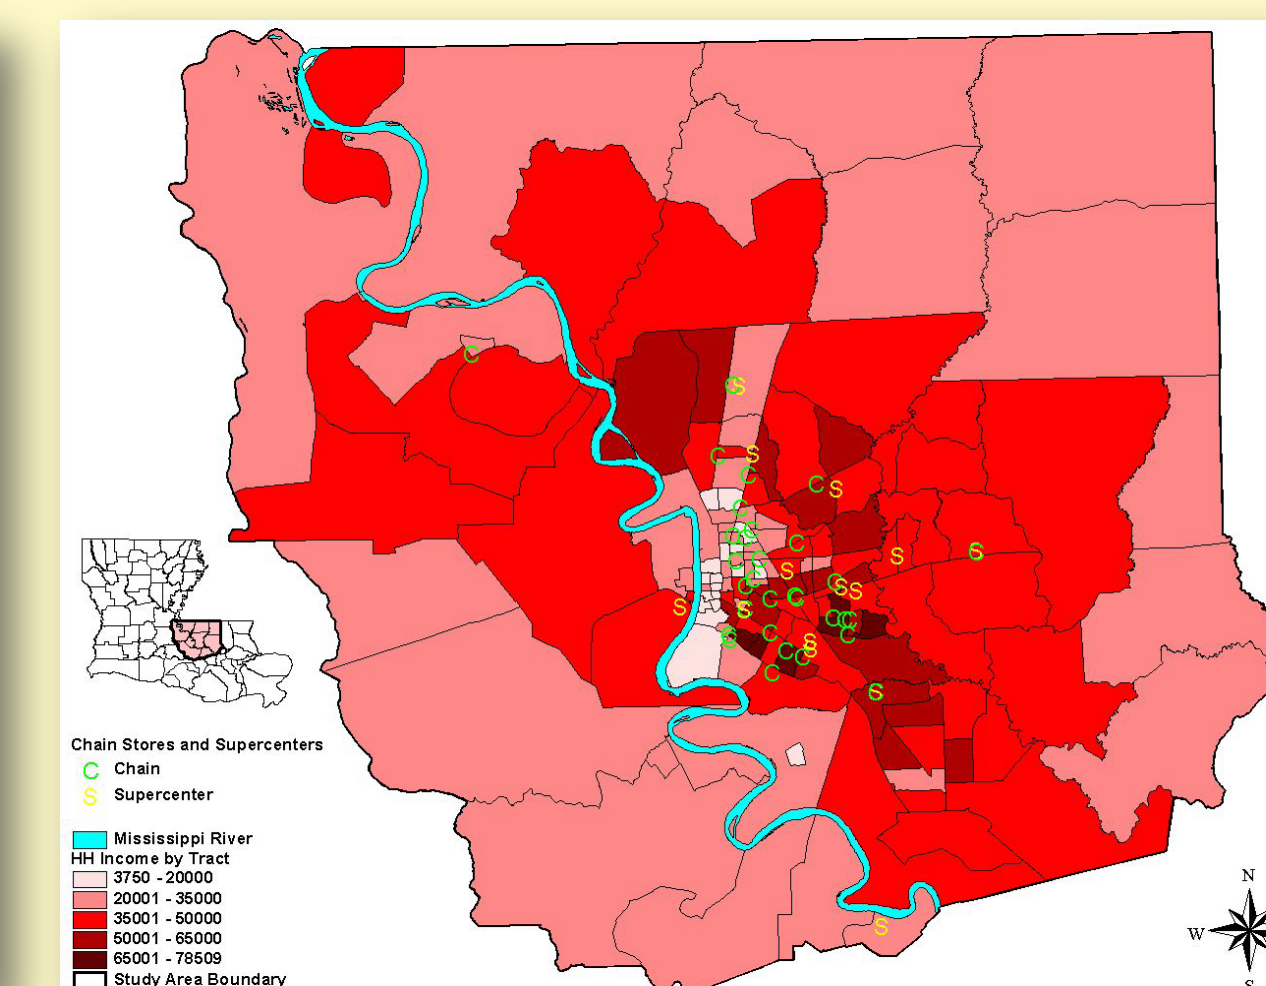 Chain Stores and Supercenters
C Chain
S Supercenter
Mississippi River
HH Income by Tract
3750 - 20000
20001 - 35000
35001 - 50000
50001 - 65000
65001 - 78509
Study Area Boundary
N
W